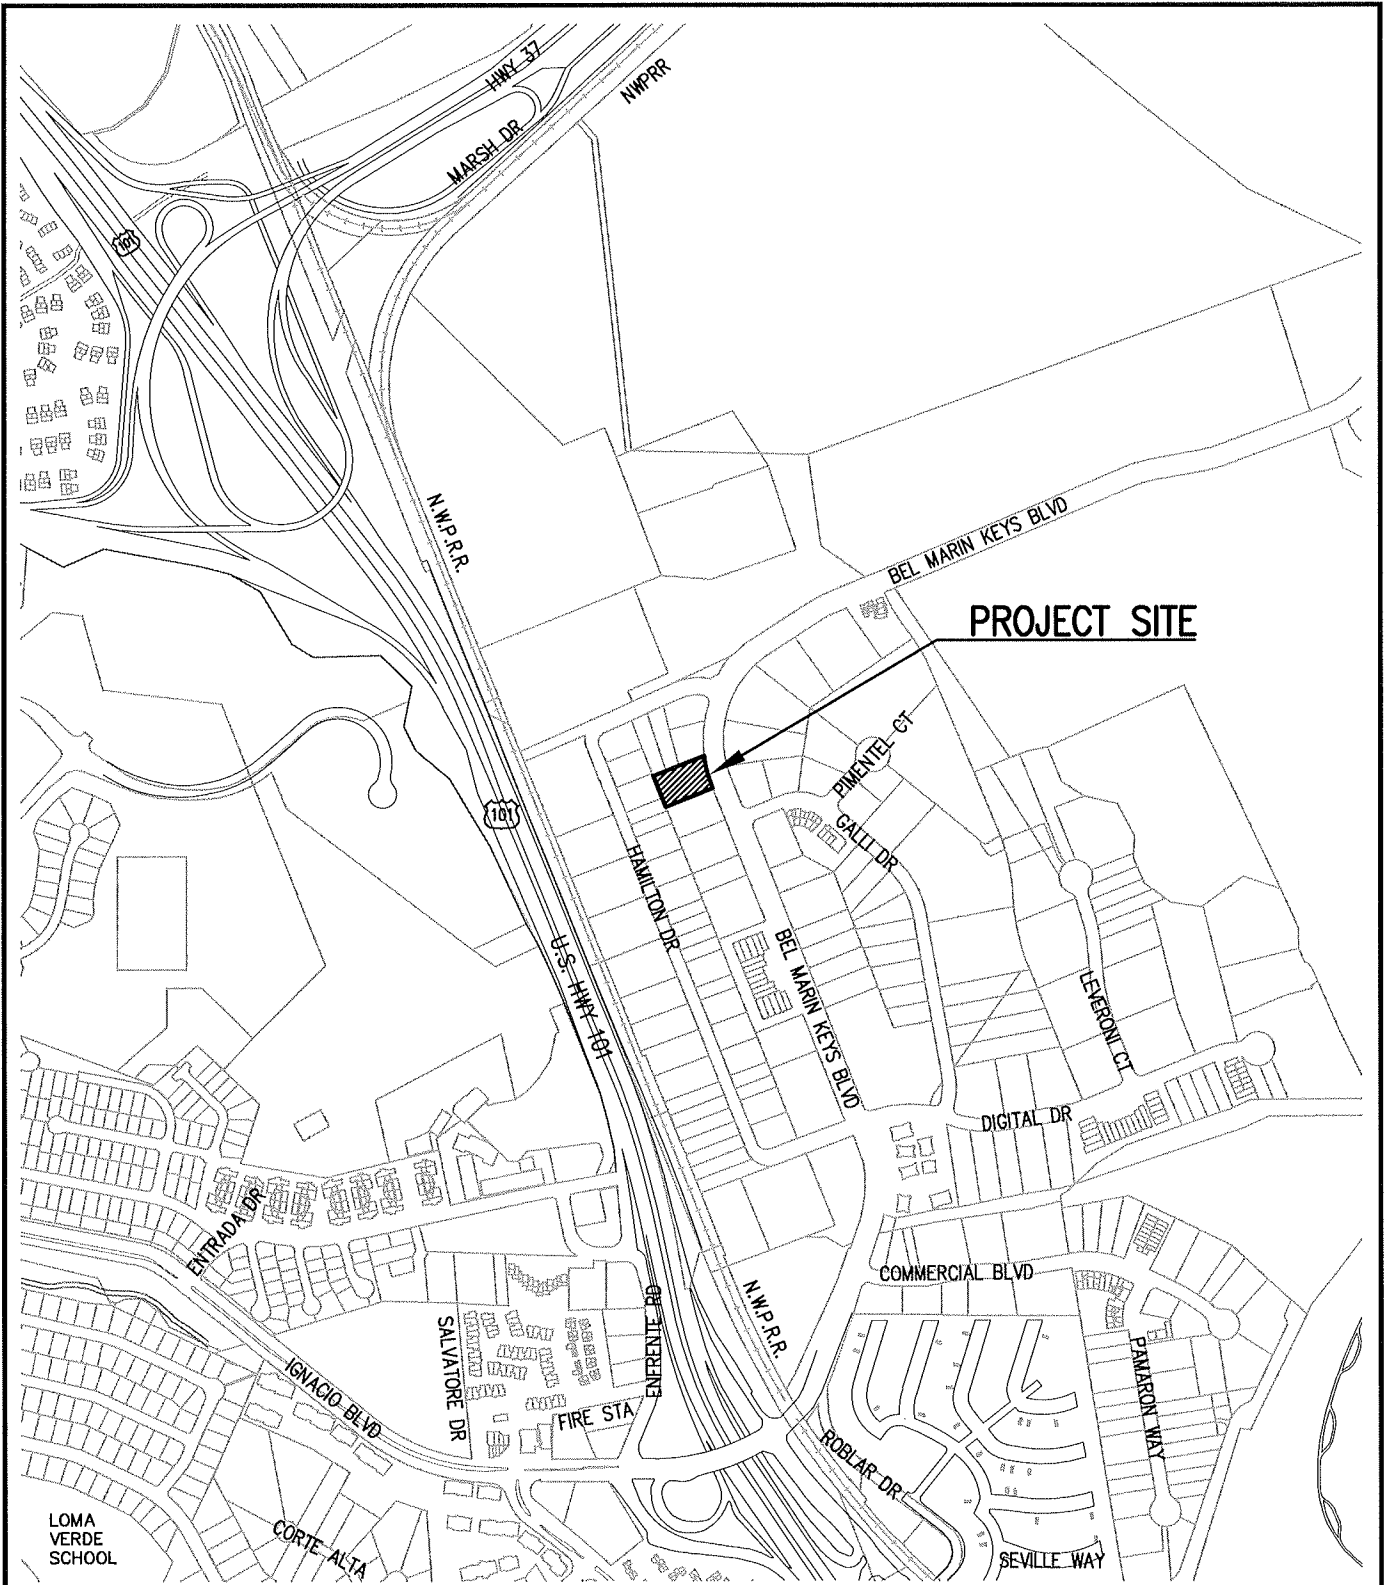 HWY 37
NWPRR
MARSH DR
101
N.W.P.R.R.
BEL MARIN KEYS BLVD
PROJECT SITE
PIMENTEL CT
101
GALLI DR
HAMILTON DR
BEL MARIN KEYS BLVD
U.S. HWY 101
LEVERONI CT
DIGITAL DR
ENTRADA DR
COMMERCIAL BLVD
N.W.P.R.R.
ENFRENTE RD
SALVATORE DR
IGNACIO BLVD
PAMARON WAY
FIRE STA
ROBLAR DR
LOMA
VERDE
SCHOOL
CORTE ALTA
SEVILLE WAY